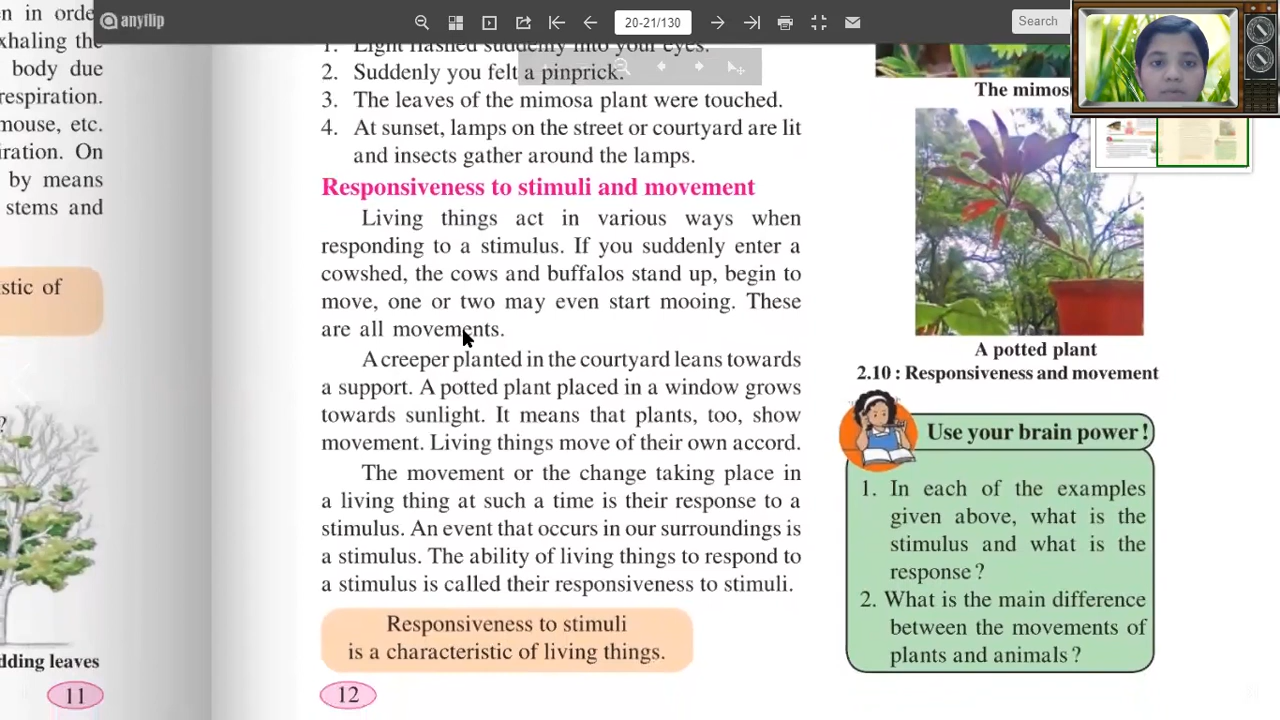 anyflip
20-21/130
Search
n in orde
xhaling the
body due
respiration.
mouse, etc.
iration. On
by means
stems and
stic of
?
dding leaves
11
1. Light flashed suddenly into your eyes.
2. Suddenly you felt a pinprick.
3. The leaves of the mimosa plant were touched.
4. At sunset, lamps on the street or courtyard are lit
and insects gather around the lamps.
Responsiveness to stimuli and movement
Living things act in various ways when
responding to a stimulus. If you suddenly enter a
cowshed, the cows and buffalos stand up, begin to
move, one or two may even start mooing. These
are all movements.
A creeper planted in the courtyard leans towards
a support. A potted plant placed in a window grows
towards sunlight. It means that plants, too, show
movement. Living things move of their own accord.
The movement or the change taking place in
a living thing at such a time is their response to a
stimulus. An event that occurs in our surroundings is
a stimulus. The ability of living things to respond to
a stimulus is called their responsiveness to stimuli.
Responsiveness to stimuli
is a characteristic of living things.
12
The mimos
A potted plant
2.10 : Responsiveness and movement
Use your brain power!
1. In each of the examples
given above, what is the
stimulus and what is the
response?
2. What is the main difference
between the movements of
plants and animals?